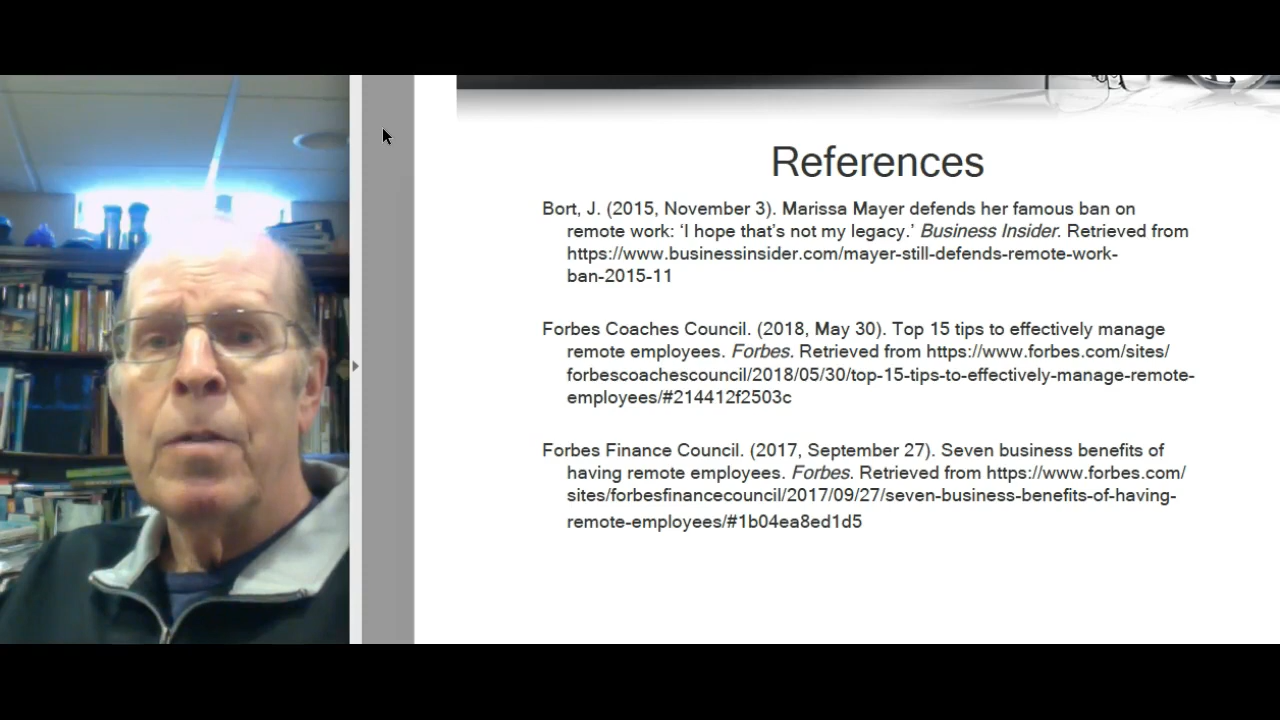 References
Bort, J. (2015, November 3). Marissa Mayer defends her famous ban on
remote work: ‘I hope that’s not my legacy.’ Business Insider. Retrieved from
https://www.businessinsider.com/mayer-still-defends-remote-work-
ban-2015-11
Forbes Coaches Council. (2018, May 30). Top 15 tips to effectively manage
remote employees. Forbes. Retrieved from https://www.forbes.com/sites/
forbescoachescouncil/2018/05/30/top-15-tips-to-effectively-manage-remote-
employees/#214412f2503c
Forbes Finance Council. (2017, September 27). Seven business benefits of
having remote employees. Forbes. Retrieved from https://www.forbes.com/
sites/forbesfinancecouncil/2017/09/27/seven-business-benefits-of-having-
remote-employees/#1b04ea8ed1d5